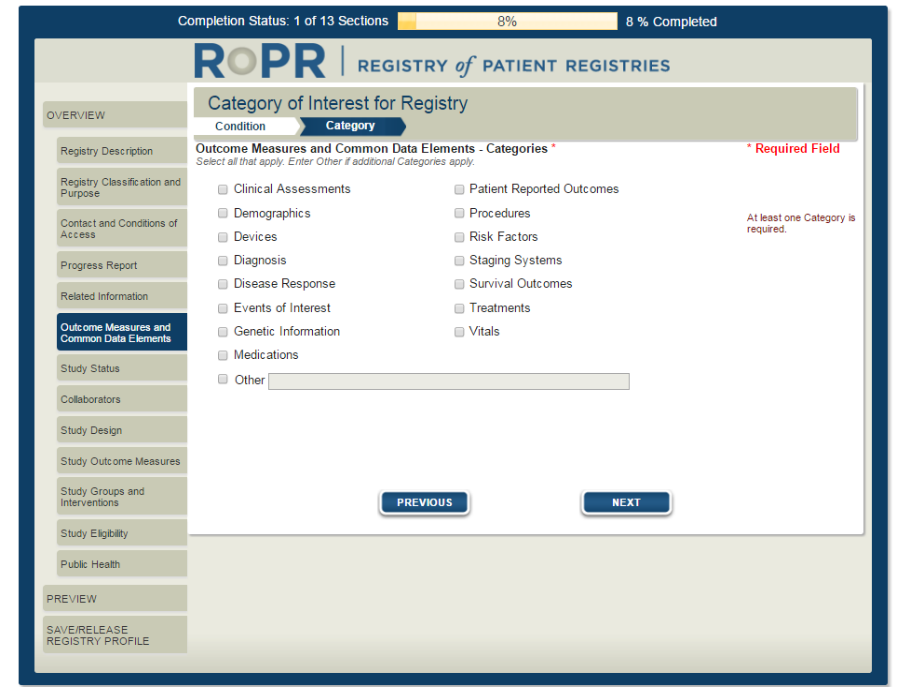 Completion Status: 1 of 13 Sections 8% 8 % Completed
ROPR | REGISTRY of PATIENT REGISTRIES
OVERVIEW
Registry Description
Registry Classification and
Purpose
Contact and Conditions of
Access
Progress Report
Related Information
Outcome Measures and
Common Data Elements
Study Status
Collaborators
Study Design
Study Outcome Measures
Study Groups and
Interventions
Study Eligibility
Public Health
PREVIEW
SAVE/RELEASE
REGISTRY PROFILE
Category of Interest for Registry
Condition Category
Outcome Measures and Common Data Elements - Categories *
* Required Field
Select all that apply. Enter Other if additional Categories apply.
Clinical Assessments
Demographics
Devices
Diagnosis
Disease Response
Events of Interest
Genetic Information
Medications
Other
Patient Reported Outcomes
Procedures
Risk Factors
Staging Systems
Survival Outcomes
Treatments
Vitals
At least one Category is
required.
PREVIOUS
NEXT